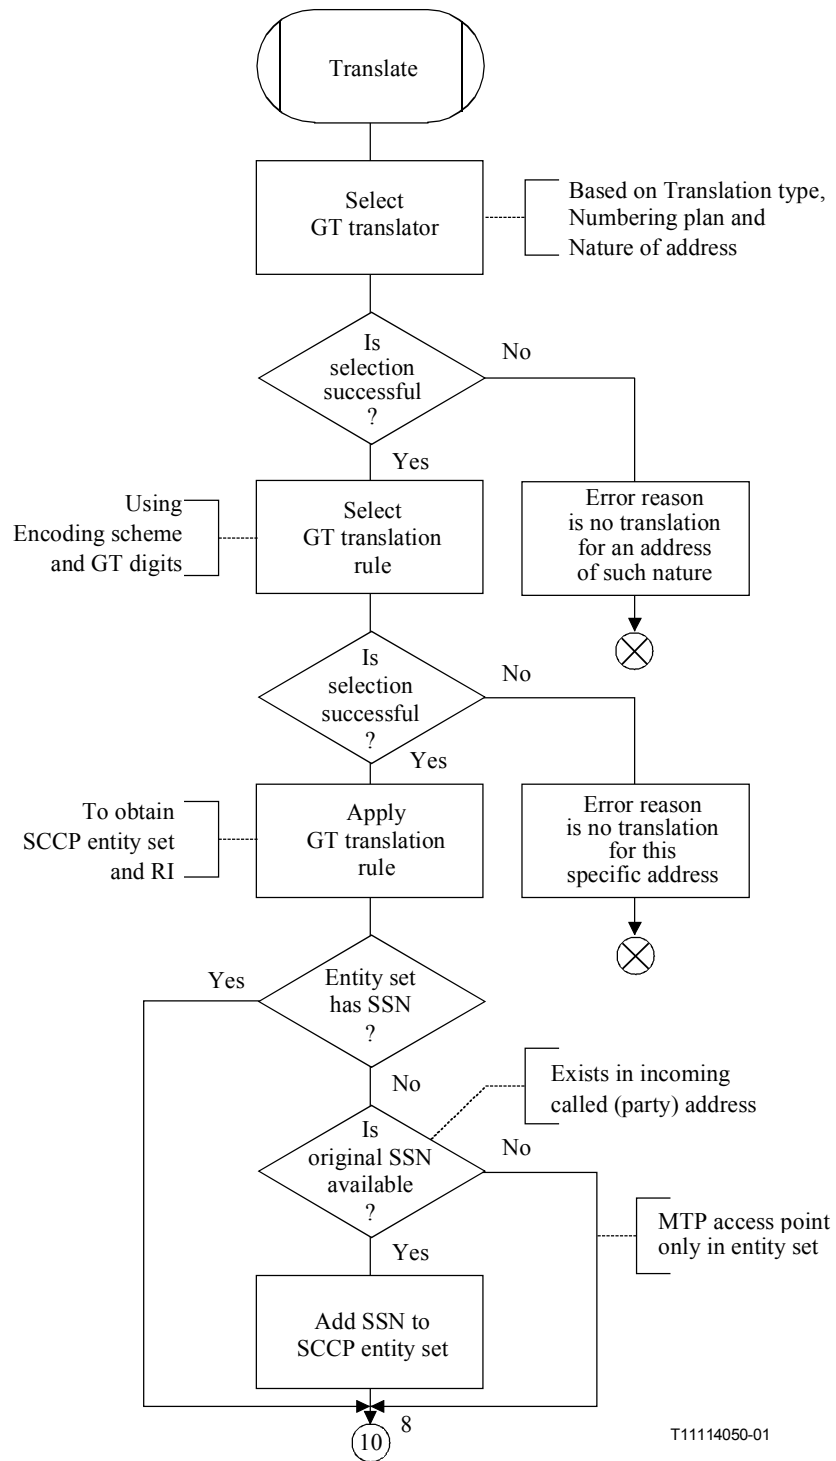 Translate
Select
GT translator
Based on Translation type,
Numbering plan and
Nature of address
Is
selection
successful
?
No
Yes
Using
Encoding scheme
and GT digits
Select
GT translation
rule
Error reason
is no translation
for an address
of such nature
Is
selection
successful
?
No
Yes
To obtain
SCCP entity set
and RI
Apply
GT translation
rule
Error reason
is no translation
for this
specific address
Yes
Entity set
has SSN
?
No
Exists in incoming
called (party) address
Is
original SSN
available
?
No
Yes
MTP access point
only in entity set
Add SSN to
SCCP entity set
8
10
T11114050-01